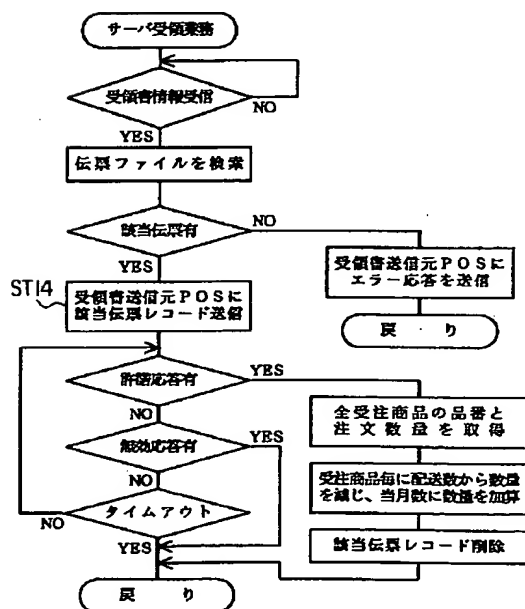 サーバ受領業務
受領書情報受信
NO
YES
伝票ファイルを検索
該当伝票有
NO
YES
受領書送信元POSに
エラー応答を送信
戻 り
ST14
受領書送信元POSに
該当伝票レコード送信
許諾応答有
YES
NO
全受注商品の品番と
注文数量を取得
無効応答有
YES
NO
受注商品毎に配送数から数量
を減じ、当月数に数量を加算
タイムアウト
NO
YES
該当伝票レコード削除
戻 り